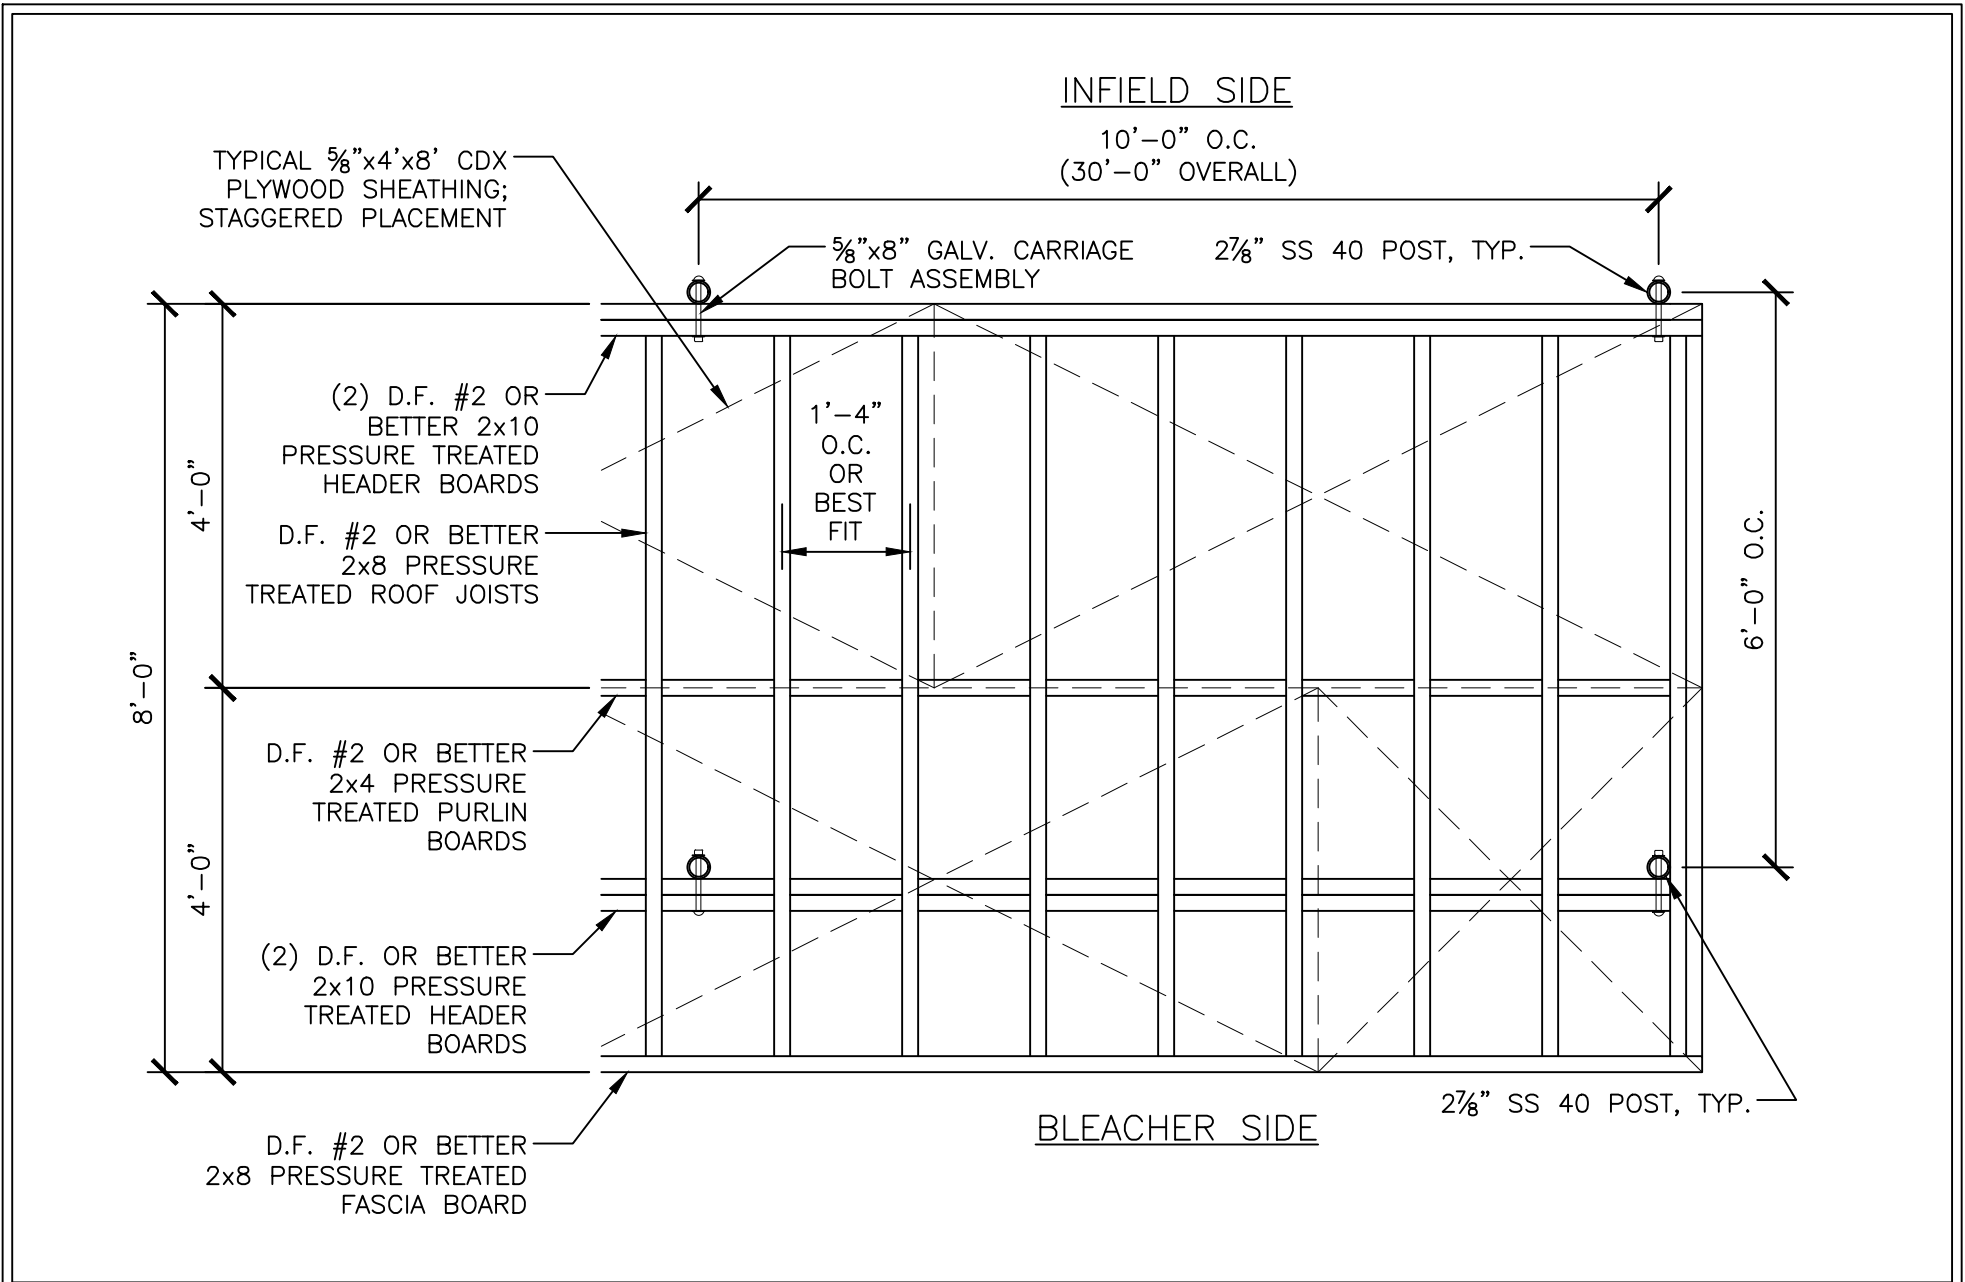 INFIELD SIDE
10'-0" O.C.
(30'-0" OVERALL)
TYPICAL ⅝"x4'x8' CDX
PLYWOOD SHEATHING;
STAGGERED PLACEMENT
⅝"x8" GALV. CARRIAGE
BOLT ASSEMBLY
2⅞" SS 40 POST, TYP.
(2) D.F. #2 OR
BETTER 2x10
PRESSURE TREATED
HEADER BOARDS
1'-4"
O.C.
OR
BEST
FIT
4'-0"
D.F. #2 OR BETTER
2x8 PRESSURE
TREATED ROOF JOISTS
6'-0" O.C.
8'-0"
D.F. #2 OR BETTER
2x4 PRESSURE
TREATED PURLIN
BOARDS
4'-0"
(2) D.F. OR BETTER
2x10 PRESSURE
TREATED HEADER
BOARDS
2⅞" SS 40 POST, TYP.
BLEACHER SIDE
D.F. #2 OR BETTER
2x8 PRESSURE TREATED
FASCIA BOARD